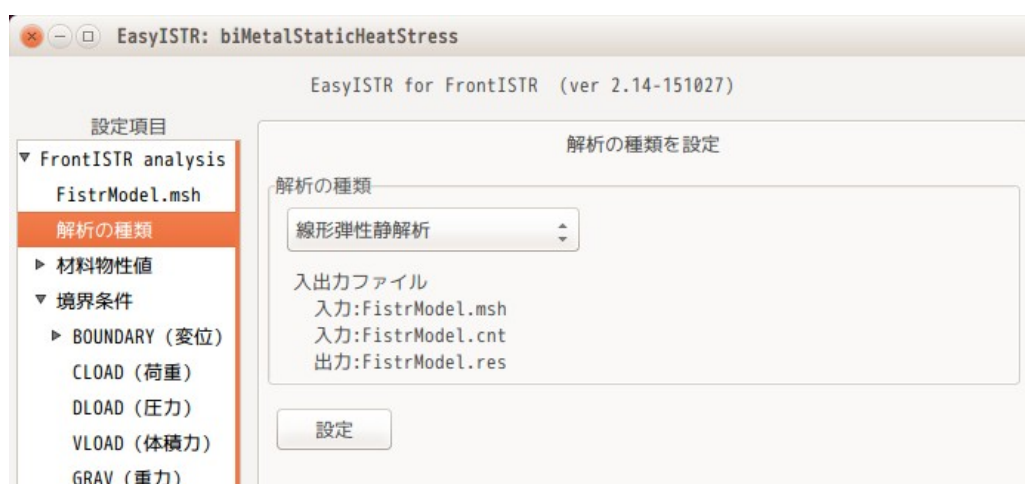 EasyISTR: biMetalStaticHeatStress
EasyISTR for FrontISTR (ver 2.14-151027)
設定項目
FrontISTR analysis
FistrModel.msh
解析の種類
材料物性値
境界条件
BOUNDARY (変位)
CLOAD (荷重)
DLOAD (圧力)
VLOAD (体積力)
GRAV (重力)
解析の種類を設定
解析の種類
線形弾性静解析
入出力ファイル
入力:FistrModel.msh
入力:FistrModel.cnt
出力:FistrModel.res
設定